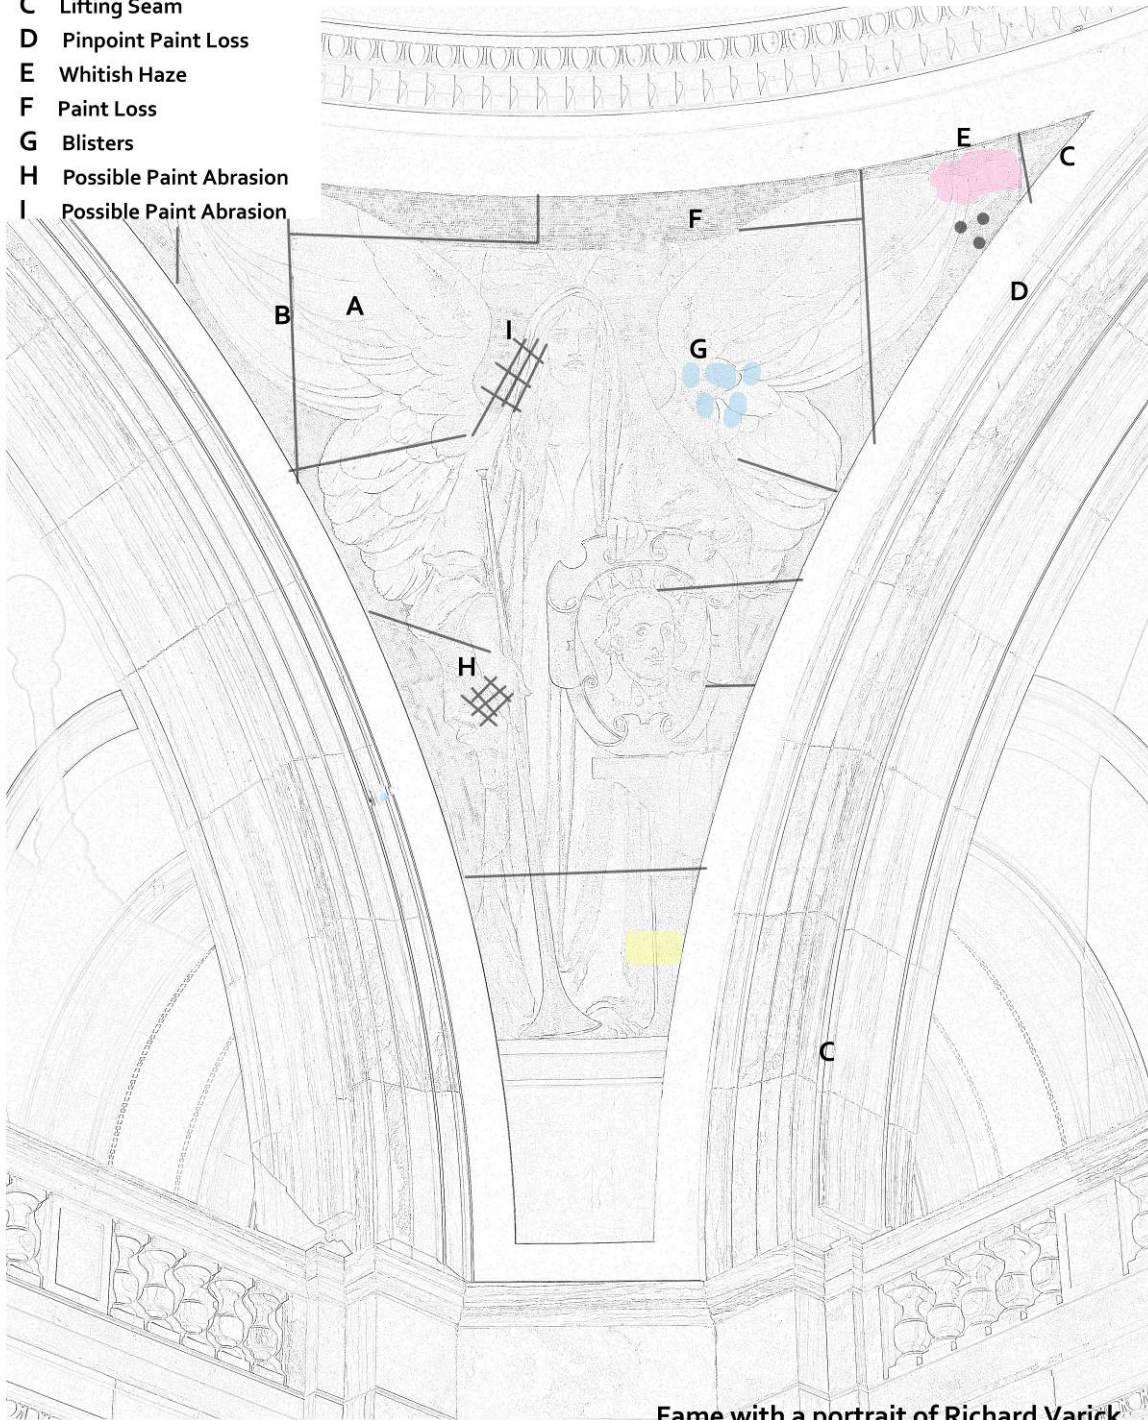 C Lifting Seam
D Pinpoint Paint Loss
E Whitish Haze
F Paint Loss
G Blisters
H Possible Paint Abrasion
I Possible Paint Abrasion
E
C
F
D
A
B
I
G
H
C
Fame with a portrait of Richard Varick